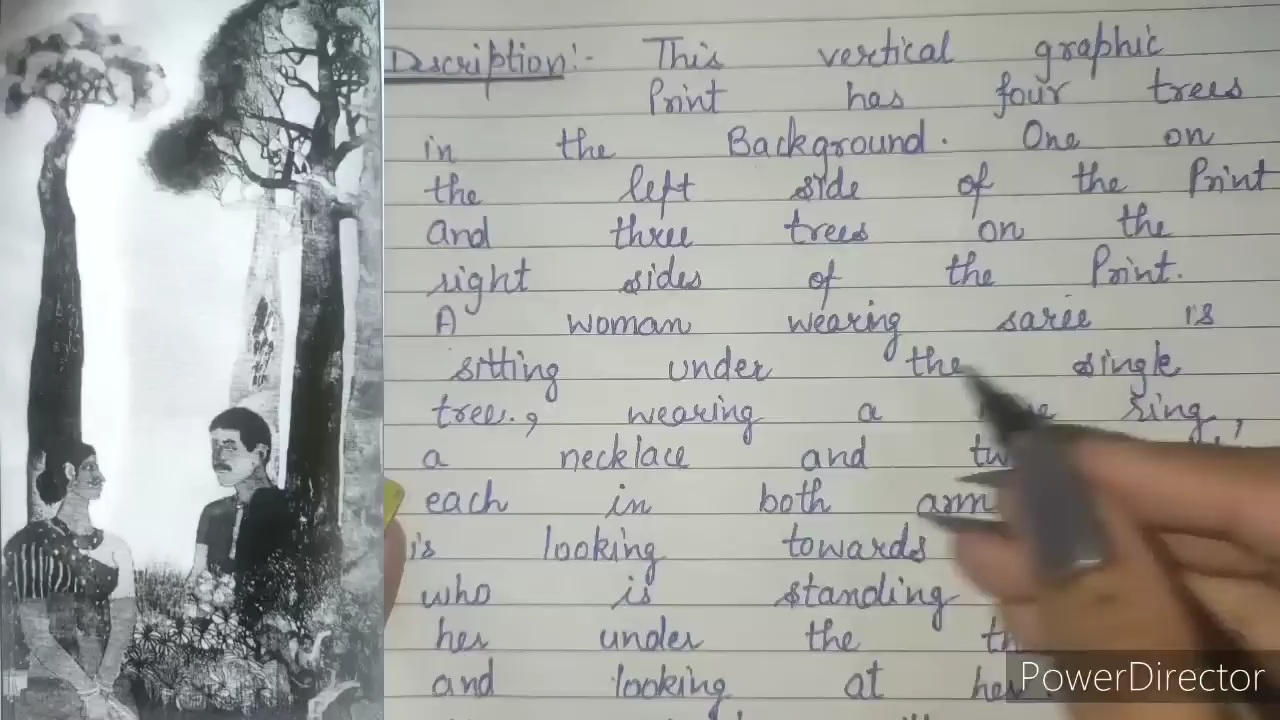 Description:- This vertical graphic
Print has four trees
in the Background. One on
the left side of the Print
and three trees on the
right sides of the Print.
A woman wearing saree is
sitting under the single
tree., wearing a ring,
a necklace and
each in both arm
is looking towards
who is standing
her under the
and looking at her.
PowerDirector